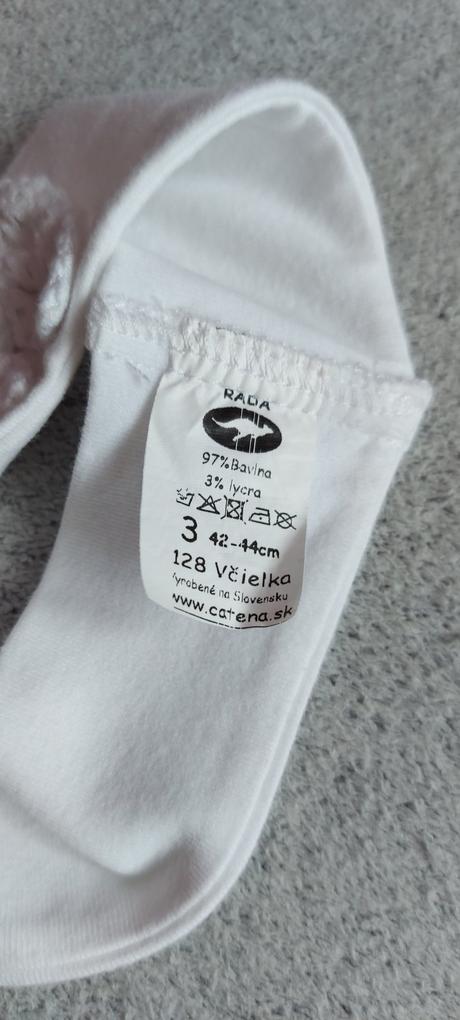 RADA
97%Bavlna
3% lycra
3 42-44cm
128 Včielka
Vyrobené na Slovensku
www.catena.sk